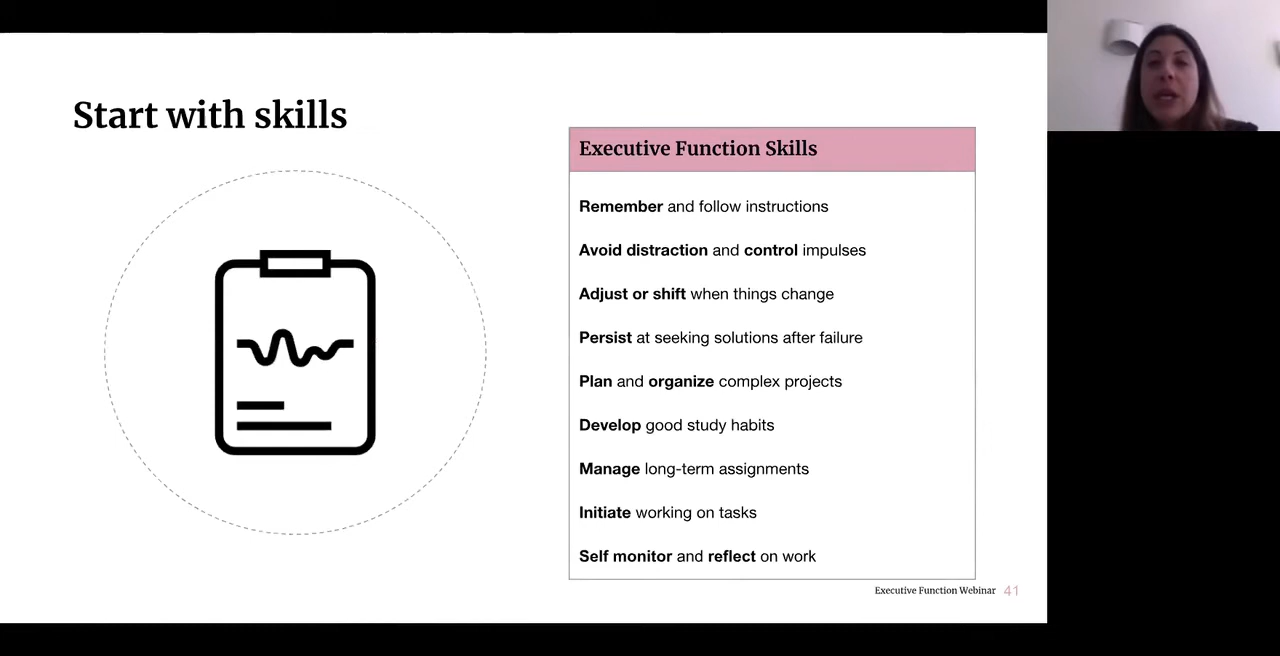 Start with skills
Executive Function Skills
Remember and follow instructions
Avoid distraction and control impulses
Adjust or shift when things change
Persist at seeking solutions after failure
Plan and organize complex projects
Develop good study habits
Manage long-term assignments
Initiate working on tasks
Self monitor and reflect on work
Executive Function Webinar 41